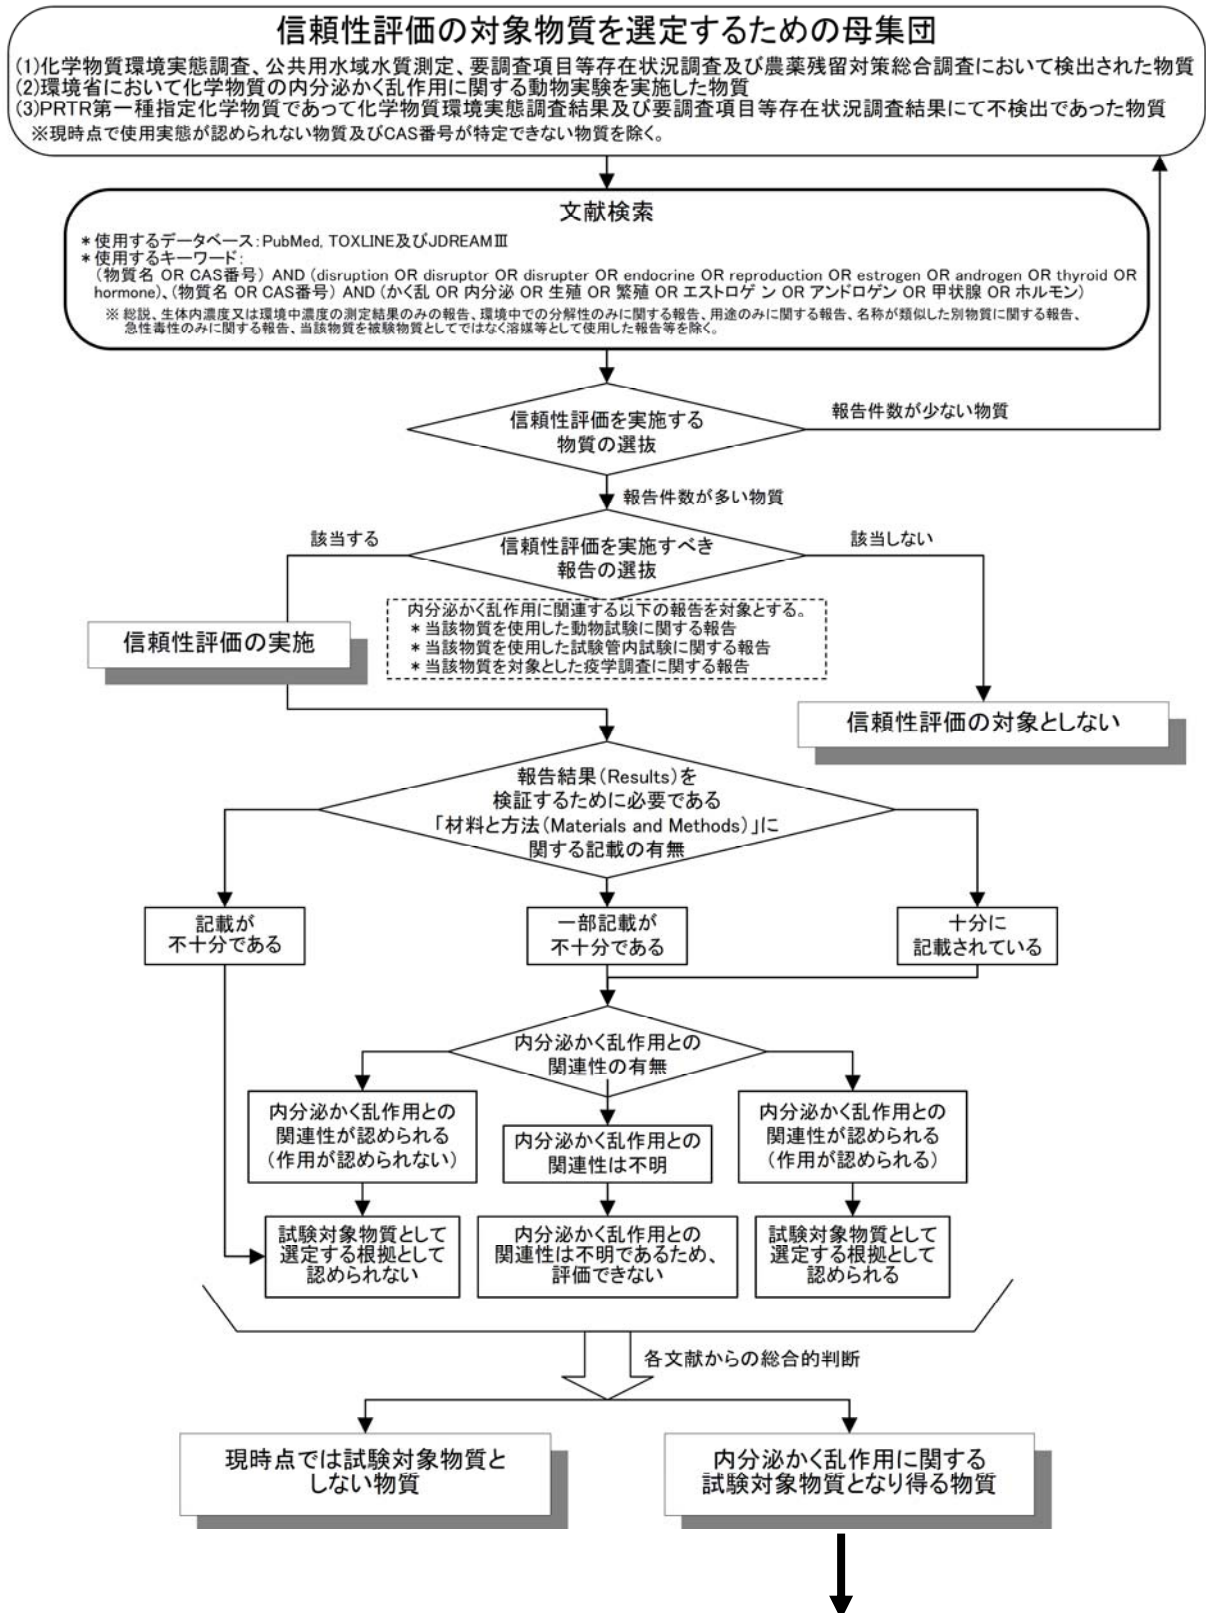 信頼性評価の対象物質を選定するための母集団
(1)化学物質環境実態調査、公共用水域水質測定、要調査項目等存在状況調査及び農薬残留対策総合調査において検出された物質
(2)環境省において化学物質の内分泌かく乱作用に関する動物実験を実施した物質
(3)PRTR第一種指定化学物質であって化学物質環境実態調査結果及び要調査項目等存在状況調査結果にて不検出であった物質
※現時点で使用実態が認められない物質及びCAS番号が特定できない物質を除く。
文献検索
*使用するデータベース:PubMed, TOXLINE及びJDREAMⅢ
*使用するキーワード:
(物質名 OR CAS番号) AND (disruption OR disruptor OR disrupter OR endocrine OR reproduction OR estrogen OR androgen OR thyroid OR
hormone)、(物質名 OR CAS番号) AND (かく乱 OR 内分泌 OR 生殖 OR 繁殖 OR エストロゲン OR アンドロゲン OR 甲状腺 OR ホルモン)
※ 総説、生体内濃度又は環境中濃度の測定結果のみの報告、環境中での分解性のみに関する報告、用途のみに関する報告、名称が類似した別物質に関する報告、
急性毒性のみに関する報告、当該物質を被験物質としてではなく溶媒等として使用した報告等を除く。
信頼性評価を実施する
物質の選抜
報告件数が少ない物質
報告件数が多い物質
該当する
信頼性評価を実施すべき
報告の選抜
該当しない
内分泌かく乱作用に関連する以下の報告を対象とする。
*当該物質を使用した動物試験に関する報告
*当該物質を使用した試験管内試験に関する報告
*当該物質を対象とした疫学調査に関する報告
信頼性評価の実施
信頼性評価の対象としない
報告結果(Results)を
検証するために必要である
「材料と方法(Materials and Methods)」に
関する記載の有無
記載が
不十分である
一部記載が
不十分である
十分に
記載されている
内分泌かく乱作用との
関連性の有無
内分泌かく乱作用との
関連性が認められる
(作用が認められない)
内分泌かく乱作用との
関連性は不明
内分泌かく乱作用との
関連性が認められる
(作用が認められる)
試験対象物質として
選定する根拠として
認められない
内分泌かく乱作用との
関連性は不明であるため、
評価できない
試験対象物質として
選定する根拠として
認められる
各文献からの総合的判断
現時点では試験対象物質と
しない物質
内分泌かく乱作用に関する
試験対象物質となり得る物質